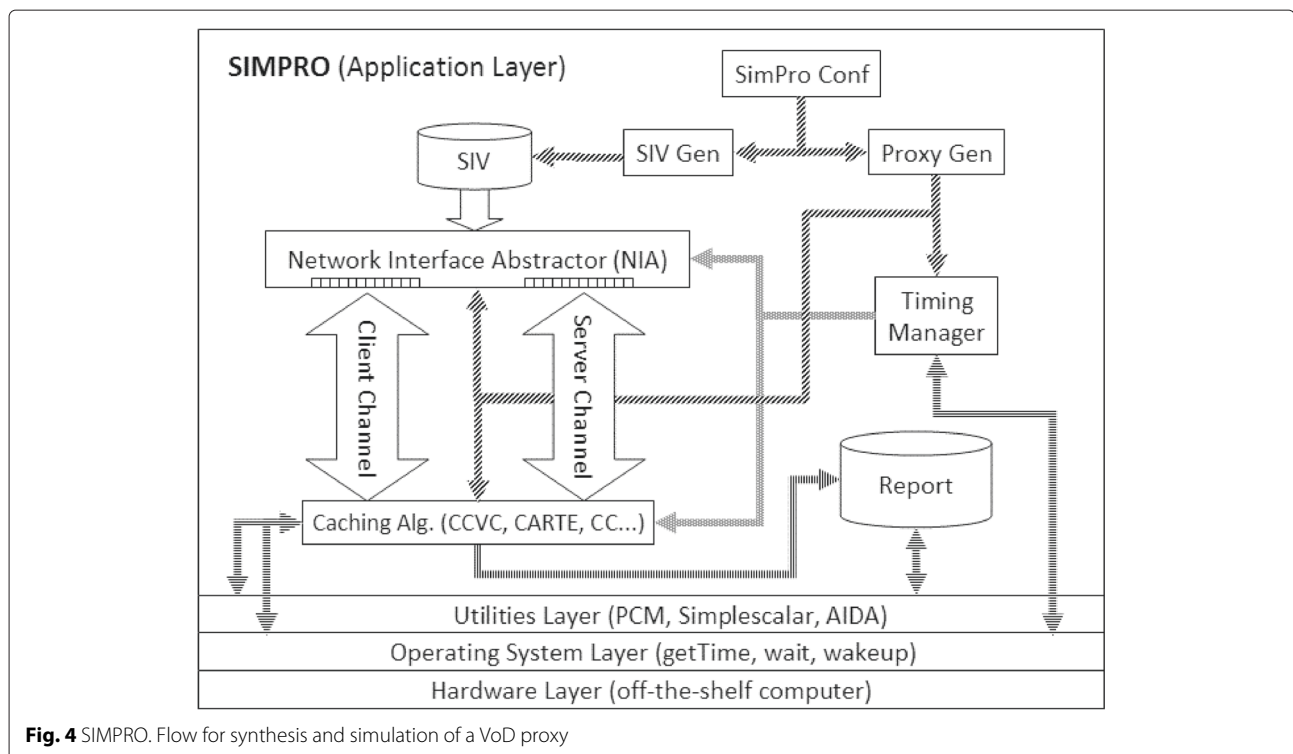 SIMPRO (Application Layer)
SimPro Conf
SIV
SIV Gen
Proxy Gen
Network Interface Abstractor (NIA)
Timing
Manager
Client Channel
Server Channel
Report
Caching Alg. (CCVC, CARTE, CC...)
Utilities Layer (PCM, Simplescalar, AIDA)
Operating System Layer (getTime, wait, wakeup)
Hardware Layer (off-the-shelf computer)
Fig. 4 SIMPRO. Flow for synthesis and simulation of a VoD proxy